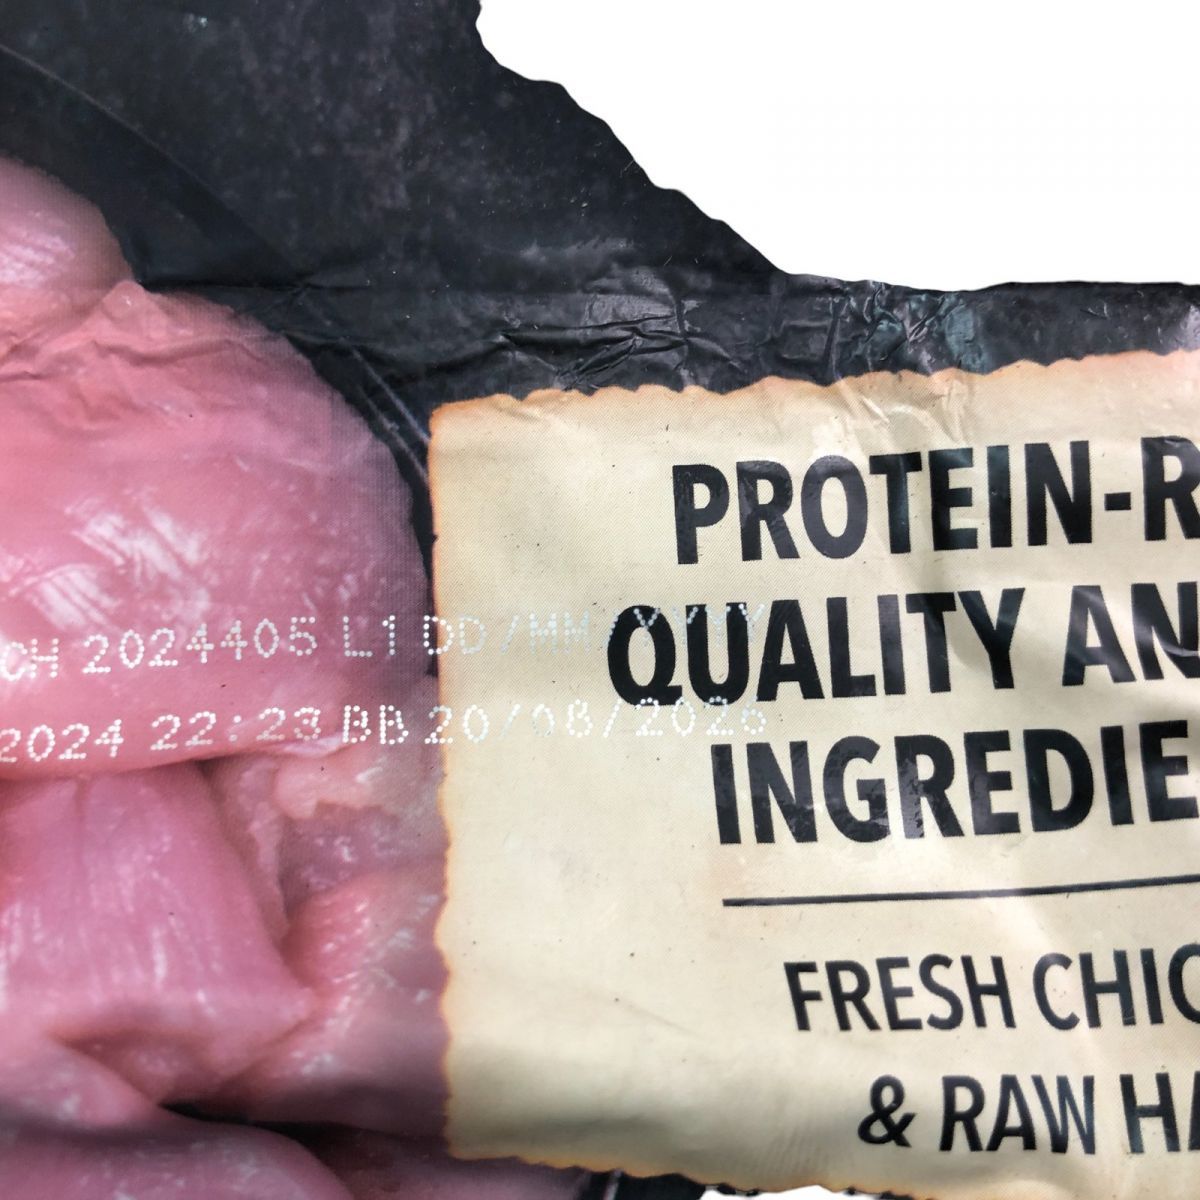 PROTEIN-R
QUALITY AN
INGREDIE
FRESH CHIC
& RAW HA
CH 2024405 L1 DD/MM/YYYY
2024 22:23 BB 20/08/2026